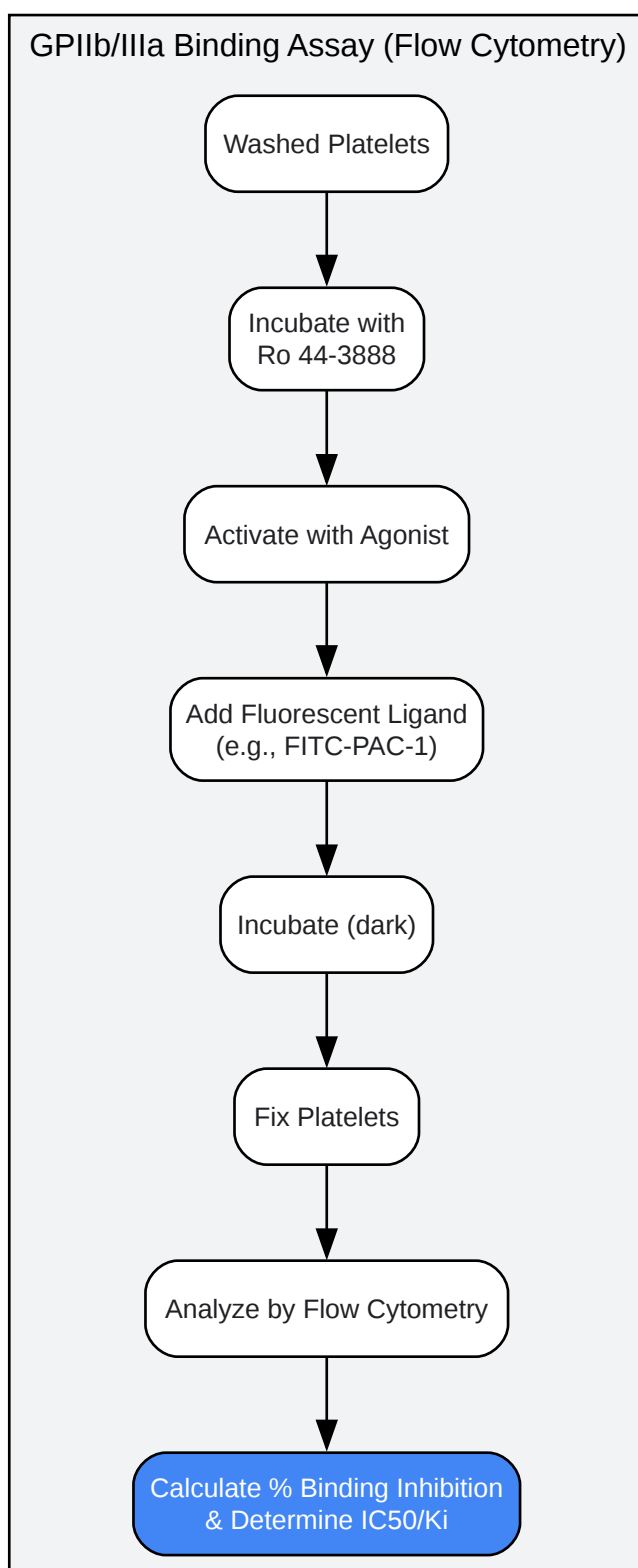 GPIIb/IIIa Binding Assay (Flow Cytometry)
Washed Platelets
Incubate with
Ro 44-3888
Activate with Agonist
Add Fluorescent Ligand
(e.g., FITC-PAC-1)
Incubate (dark)
Fix Platelets
Analyze by Flow Cytometry
Calculate % Binding Inhibition
& Determine IC50/Ki